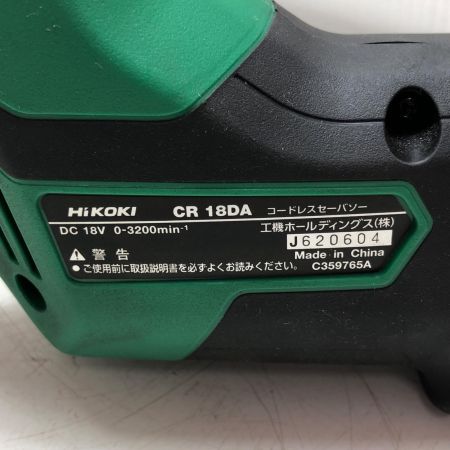 HiKOKI CR 18DA コードレスセーバソー
DC 18V 0-3200min⁻¹ 工機ホールディングス(株)
J620604
⚠ 警告 Made in China
●ご使用前に取扱説明書を必ずよくお読みください。 C359765A